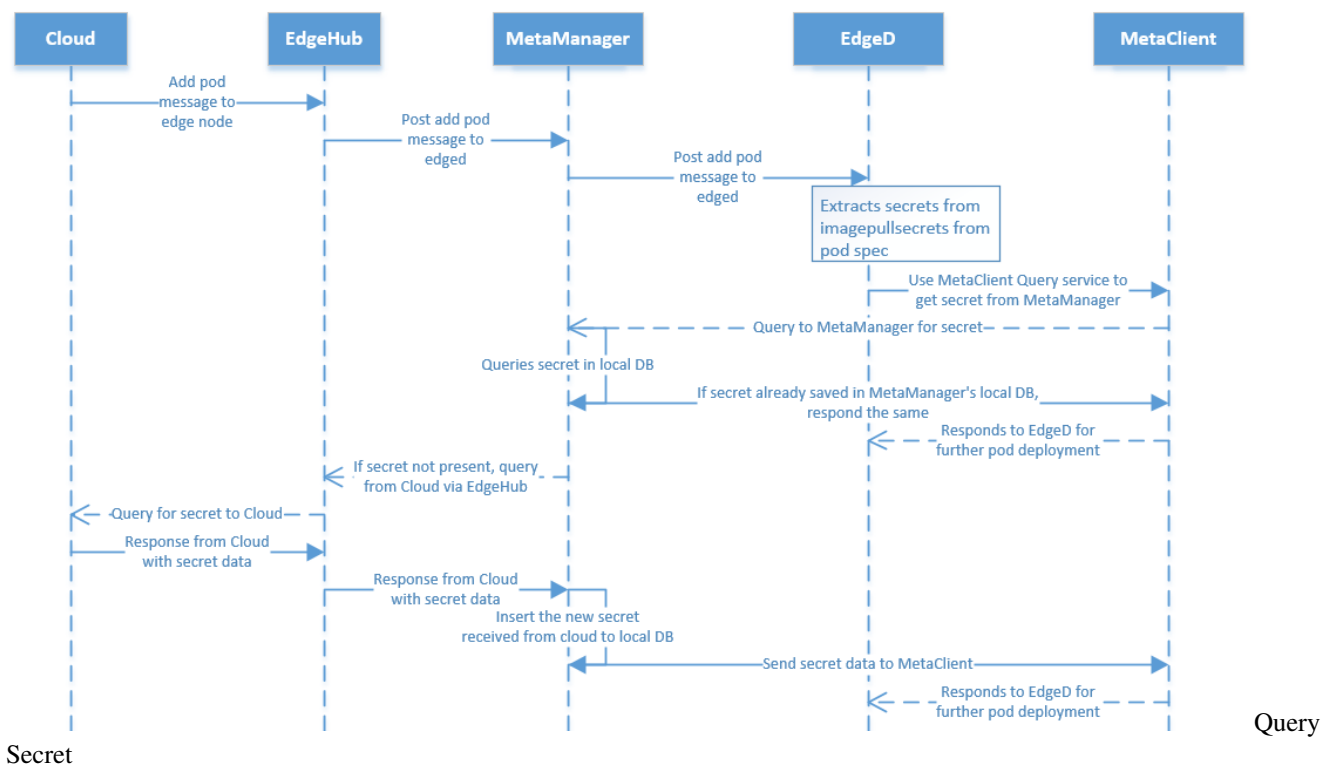 Cloud
EdgeHub
MetaManager
EdgeD
MetaClient
Add pod
message to
edge node
Post add pod
message to
edged
Post add pod
message to
edged
Extracts secrets from
imagepullsecrets from
pod spec
Use MetaClient Query service to
get secret from MetaManager
Query to MetaManager for secret
Queries secret in local DB
If secret already saved in MetaManager's local DB,
respond the same
Responds to EdgeD for
further pod deployment
If secret not present, query
from Cloud via EdgeHub
Query for secret to Cloud
Response from Cloud
with secret data
Response from Cloud
with secret data
Insert the new secret
received from cloud to local DB
Send secret data to MetaClient
Responds to EdgeD for
further pod deployment
Query
Secret